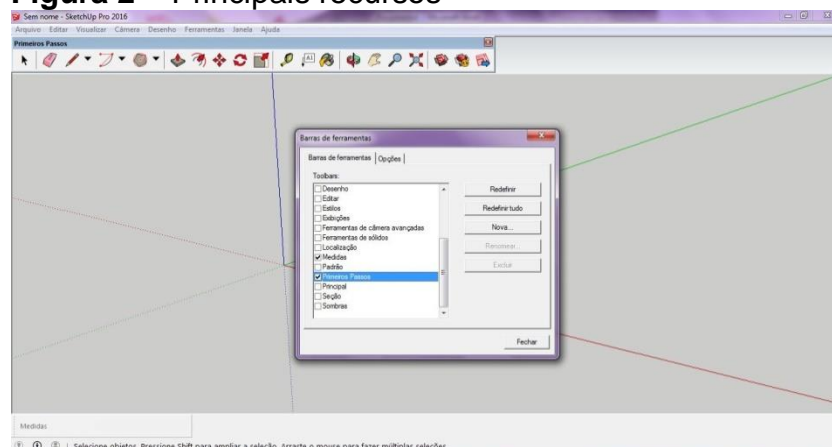 Figura 2 – Principais recursos
Sem nome - SketchUp Pro 2016
Arquivo Editar Visualizar Câmera Desenho Ferramentas Janela Ajuda
Primeiros Passos
Barras de ferramentas
Barras de ferramentas Opções
Toolbars:
Desenho
Editar
Estilos
Exibições
Ferramentas de câmera avançadas
Ferramentas de sólidos
Localização
Medidas
Padrão
Primeiros Passos
Principal
Seção
Sombras
Redefinir
Redefinir tudo
Nova...
Renomear...
Excluir
Fechar
Medidas
Selecione objetos. Pressione Shift para ampliar a seleção. Arraste o mouse para fazer múltiplas seleções.